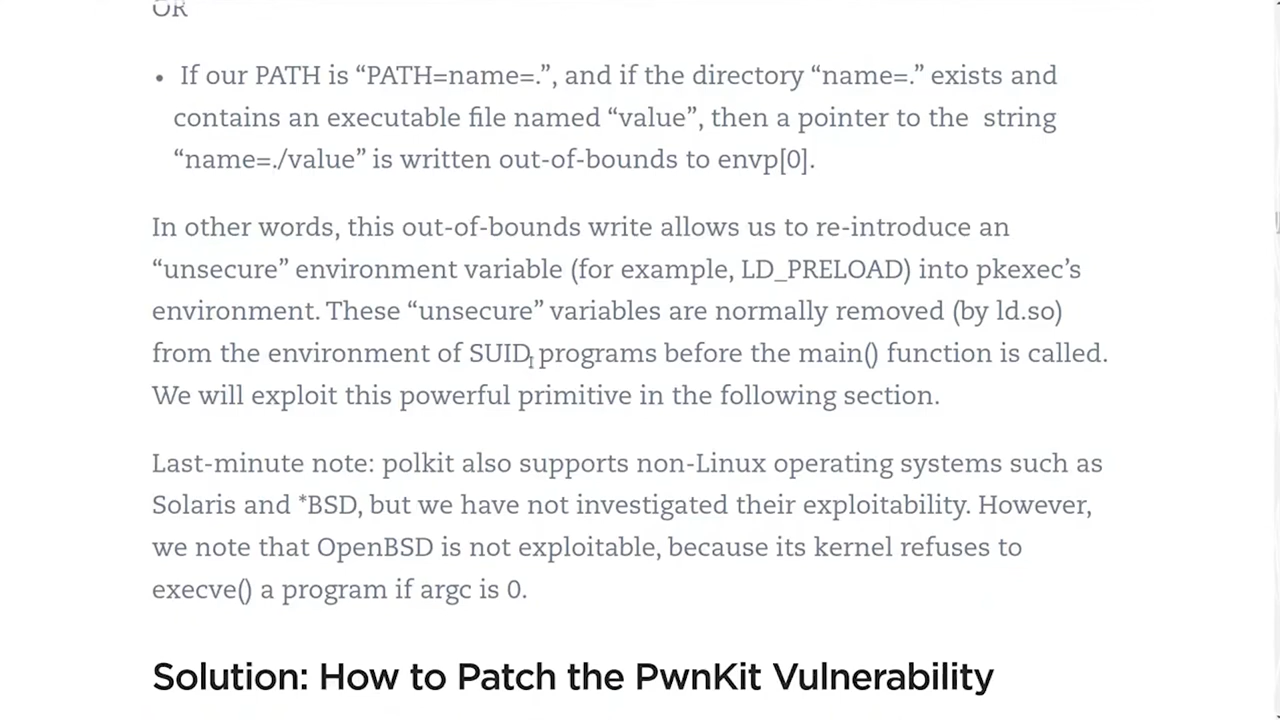 OR
• If our PATH is “PATH=name=.”, and if the directory “name=.” exists and
contains an executable file named “value”, then a pointer to the string
“name=./value” is written out-of-bounds to envp[0].
In other words, this out-of-bounds write allows us to re-introduce an
“unsecure” environment variable (for example, LD_PRELOAD) into pkexec’s
environment. These “unsecure” variables are normally removed (by ld.so)
from the environment of SUID programs before the main() function is called.
We will exploit this powerful primitive in the following section.
Last-minute note: polkit also supports non-Linux operating systems such as
Solaris and *BSD, but we have not investigated their exploitability. However,
we note that OpenBSD is not exploitable, because its kernel refuses to
execve() a program if argc is 0.
Solution: How to Patch the PwnKit Vulnerability